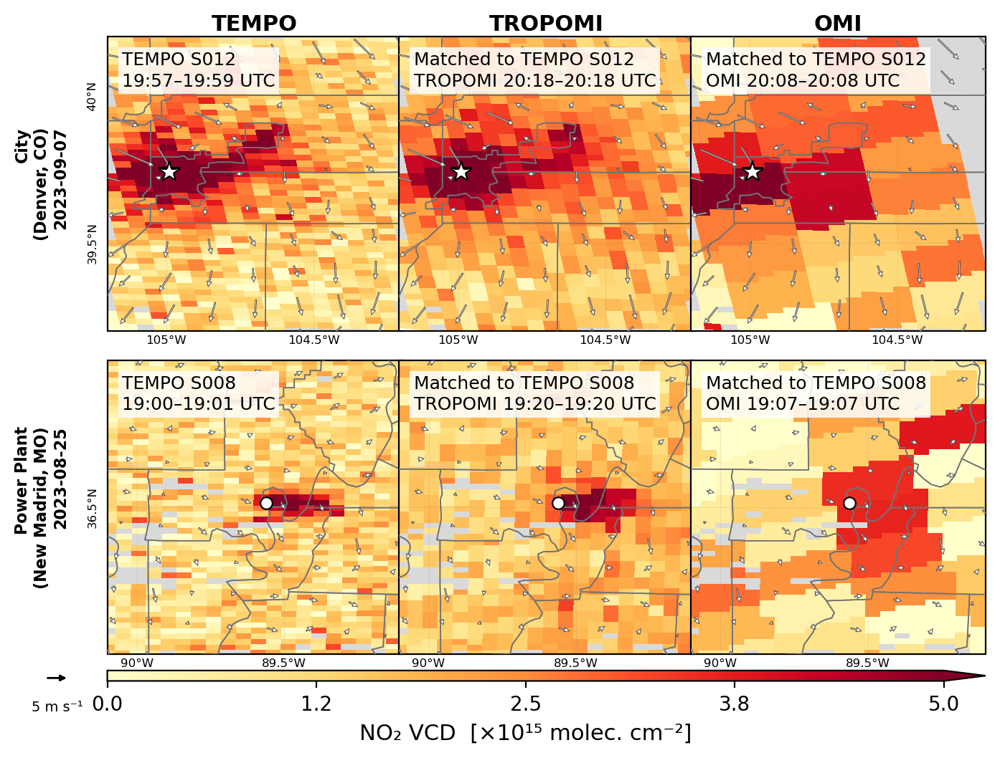 TEMPO
TROPOMI
OMI
City
(Denver, CO)
2023-09-07
40°N
39.5°N
TEMPO S012
19:57–19:59 UTC
Matched to TEMPO S012
TROPOMI 20:18–20:18 UTC
Matched to TEMPO S012
OMI 20:08–20:08 UTC
105°W
104.5°W
105°W
104.5°W
105°W
104.5°W
Power Plant
(New Madrid, MO)
2023-08-25
36.5°N
TEMPO S008
19:00–19:01 UTC
Matched to TEMPO S008
TROPOMI 19:20–19:20 UTC
Matched to TEMPO S008
OMI 19:07–19:07 UTC
90°W
89.5°W
90°W
89.5°W
90°W
89.5°W
5 m s⁻¹
0.0
1.2
2.5
3.8
5.0
NO₂ VCD [×10¹⁵ molec. cm⁻²]